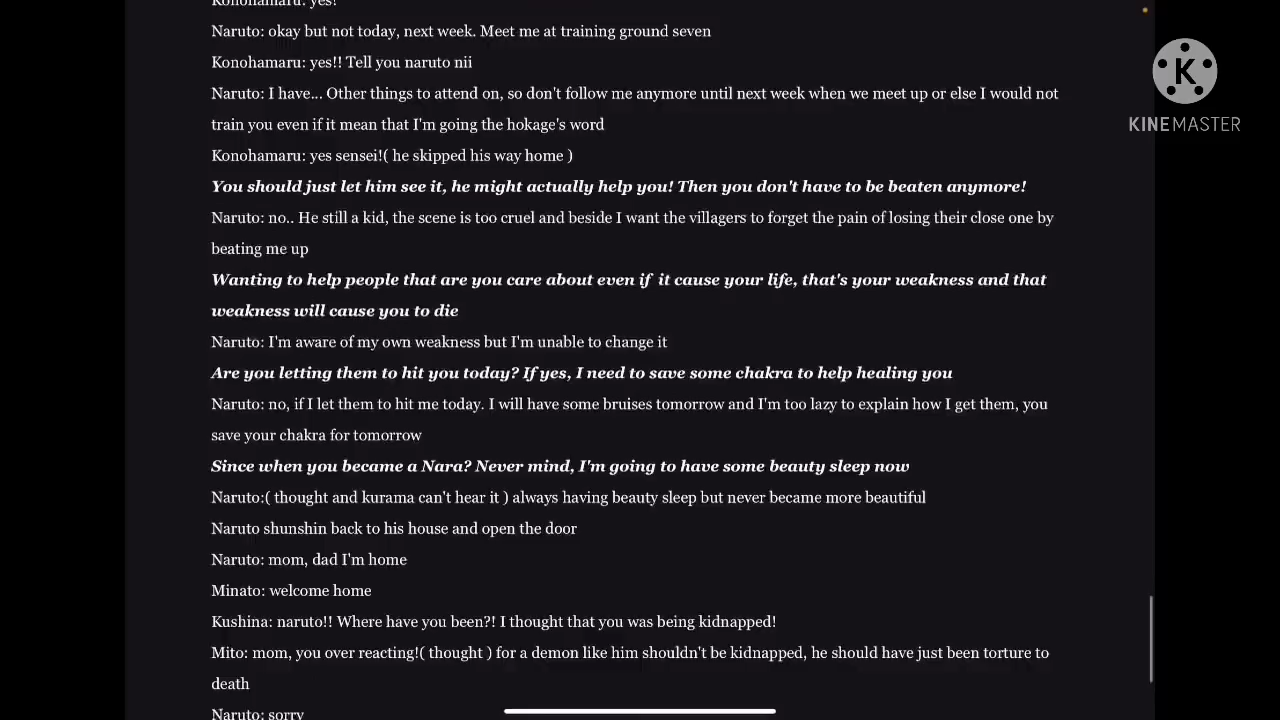 Konohamaru: yes!
Naruto: okay but not today, next week. Meet me at training ground seven
Konohamaru: yes!! Tell you naruto nii
Naruto: I have... Other things to attend on, so don't follow me anymore until next week when we meet up or else I would not
train you even if it mean that I'm going the hokage's word
Konohamaru: yes sensei!( he skipped his way home )
You should just let him see it, he might actually help you! Then you don't have to be beaten anymore!
Naruto: no.. He still a kid, the scene is too cruel and beside I want the villagers to forget the pain of losing their close one by
beating me up
Wanting to help people that are you care about even if  it cause your life, that's your weakness and that
weakness will cause you to die
Naruto: I'm aware of my own weakness but I'm unable to change it
Are you letting them to hit you today? If yes, I need to save some chakra to help healing you
Naruto: no, if I let them to hit me today. I will have some bruises tomorrow and I'm too lazy to explain how I get them, you
save your chakra for tomorrow
Since when you became a Nara? Never mind, I'm going to have some beauty sleep now
Naruto:( thought and kurama can't hear it ) always having beauty sleep but never became more beautiful
Naruto shunshin back to his house and open the door
Naruto: mom, dad I'm home
Minato: welcome home
Kushina: naruto!! Where have you been?! I thought that you was being kidnapped!
Mito: mom, you over reacting!( thought ) for a demon like him shouldn't be kidnapped, he should have just been torture to
death
Naruto: sorry
K
KINEMASTER